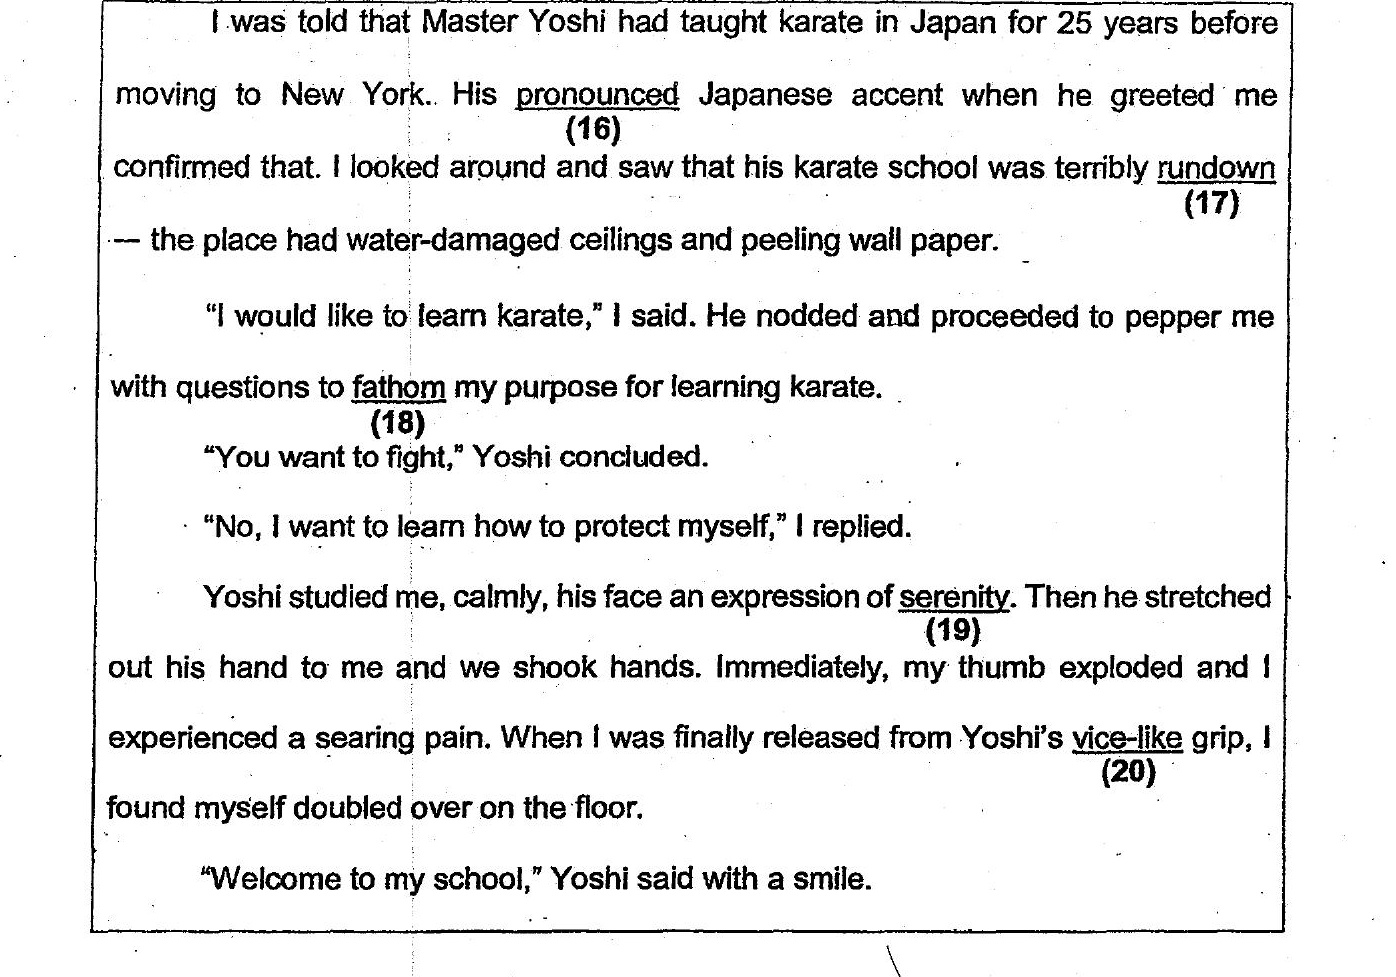 I was told that Master Yoshi had taught karate in Japan for 25 years before
moving to New York. His pronounced Japanese accent when he greeted me
(16)
confirmed that. I looked around and saw that his karate school was terribly rundown
(17)
— the place had water-damaged ceilings and peeling wall paper.
“I would like to learn karate,” I said. He nodded and proceeded to pepper me
with questions to fathom my purpose for learning karate.
(18)
“You want to fight,” Yoshi concluded.
“No, I want to learn how to protect myself,” I replied.
Yoshi studied me, calmly, his face an expression of serenity. Then he stretched
(19)
out his hand to me and we shook hands. Immediately, my thumb exploded and I
experienced a searing pain. When I was finally released from Yoshi’s vice-like grip, I
(20)
found myself doubled over on the floor.
“Welcome to my school,” Yoshi said with a smile.